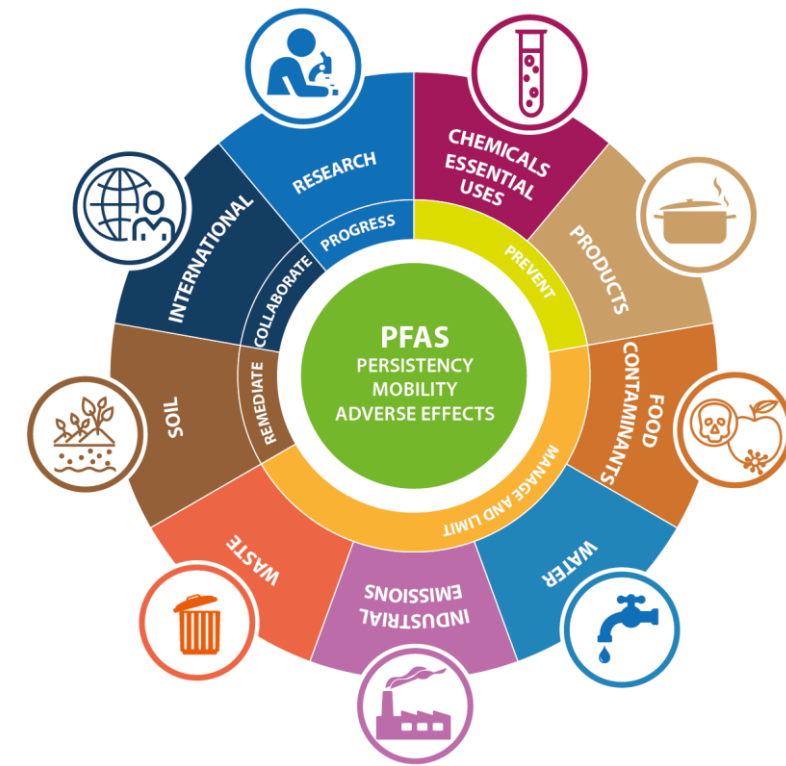 PFAS
PERSISTENCY
MOBILITY
ADVERSE EFFECTS
CHEMICALS
ESSENTIAL
USES
PRODUCTS
FOOD
CONTAMINANTS
WATER
INDUSTRIAL
EMISSIONS
WASTE
SOIL
INTERNATIONAL
RESEARCH
PREVENT
MANAGE AND LIMIT
REMEDIATE
COLLABORATE
PROGRESS